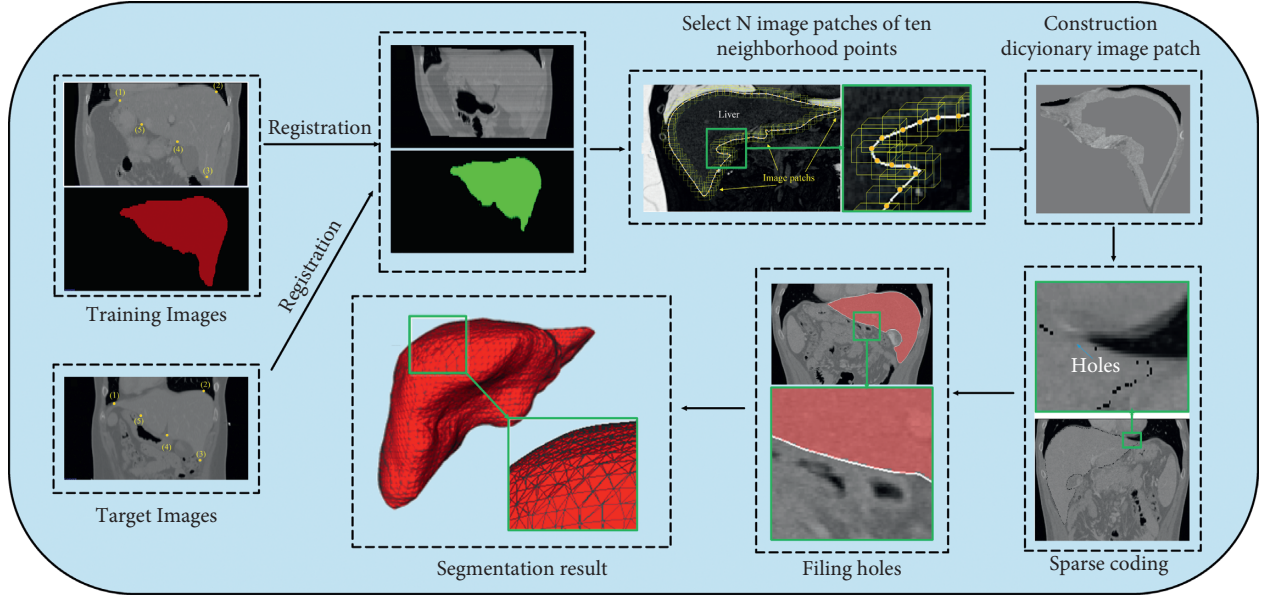 Select N image patches of ten
neighborhood points
Construction
dicyionary image patch
(1)
(2)
(5)
(4)
(3)
Registration
Liver
Image patchs
Training Images
Registration
(1)
(2)
(5)
(4)
(3)
Target Images
Holes
Segmentation result
Filing holes
Sparse coding